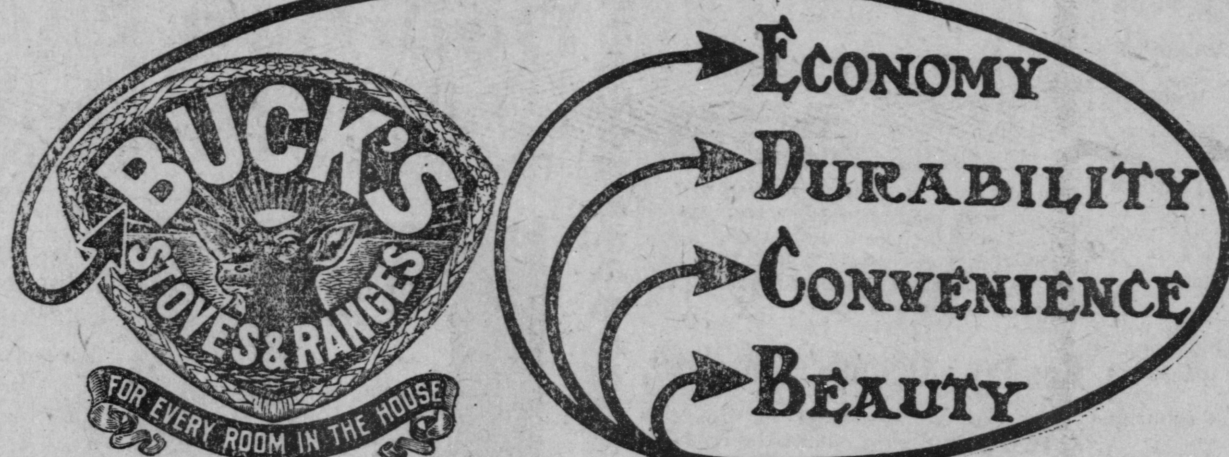 BUCK'S
STOVES & RANGES
FOR EVERY ROOM IN THE HOUSE
ECONOMY
DURABILITY
CONVENIENCE
BEAUTY